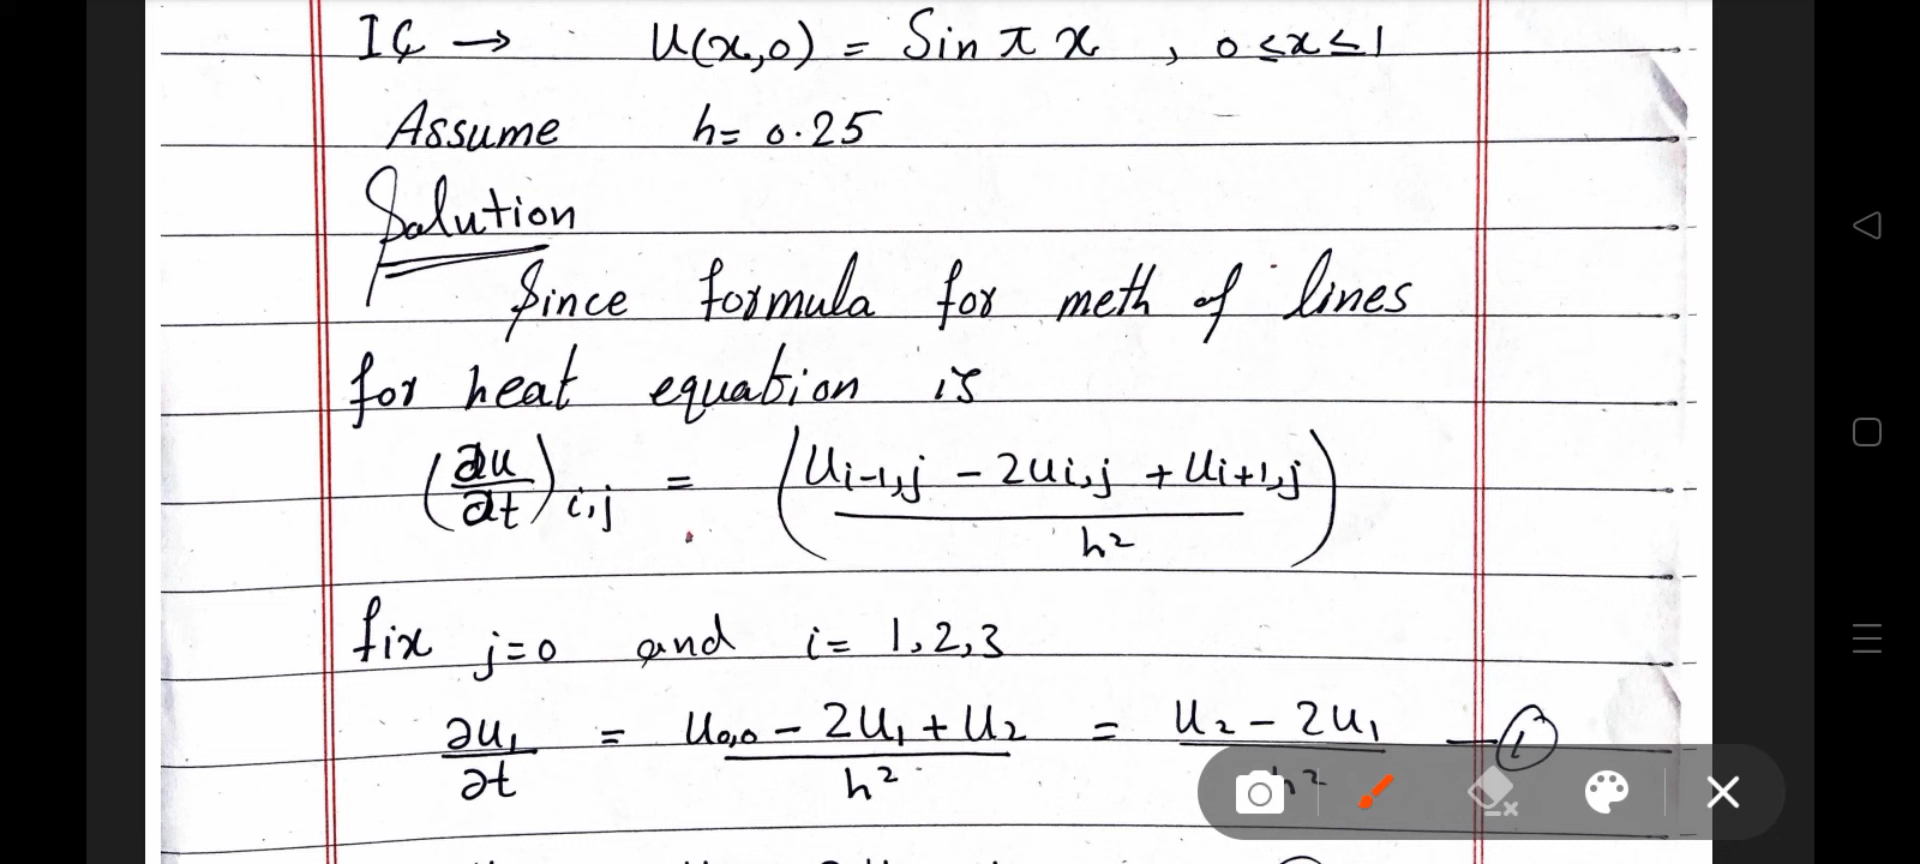 IC → U(x,0) = Sin π x , 0 ≤ x ≤ 1
Assume h = 0.25
Solution
Since formula for meth of lines
for heat equation is
(∂u/∂t)i,j = (Ui-1,j - 2Ui,j + Ui+1,j / h²)
fix j=0 and i= 1,2,3
∂u₁/∂t = U0,0 - 2U₁ + U₂ / h² = U₂ - 2U₁ / h² — ①